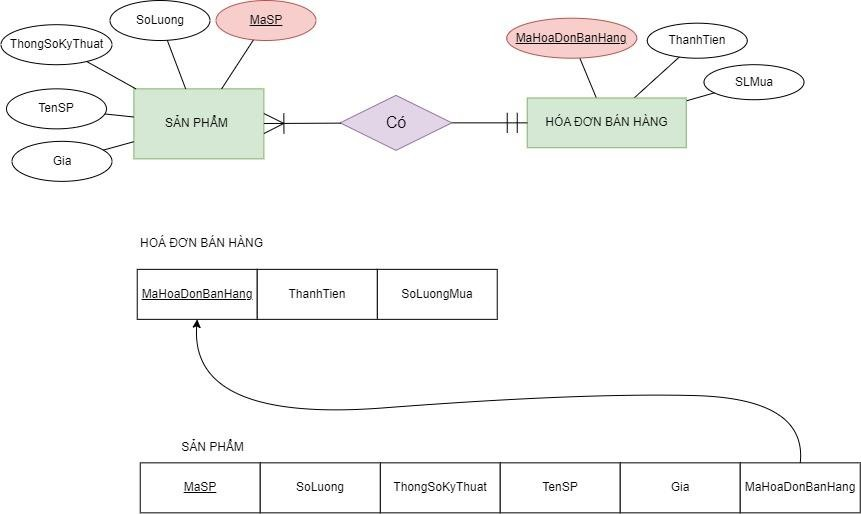 SoLuong
MaSP
ThongSoKyThuat
MaHoaDonBanHang
ThanhTien
SLMua
TenSP
SẢN PHẨM
Có
HÓA ĐƠN BÁN HÀNG
Gia
HOÁ ĐƠN BÁN HÀNG
MaHoaDonBanHang ThanhTien SoLuongMua
SẢN PHẨM
MaSP SoLuong ThongSoKyThuat TenSP Gia MaHoaDonBanHang